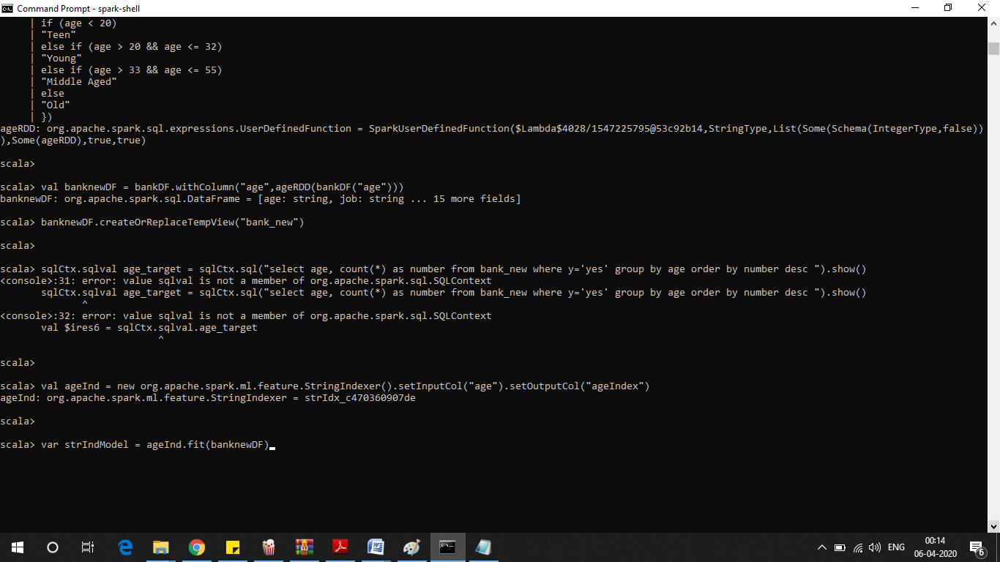 Command Prompt - spark-shell
| if (age < 20)
| "Teen"
| else if (age > 20 && age <= 32)
| "Young"
| else if (age > 33 && age <= 55)
| "Middle Aged"
| else
| "Old"
| })
ageRDD: org.apache.spark.sql.expressions.UserDefinedFunction = SparkUserDefinedFunction($Lambda$4028/1547225795@53c92b14,StringType,List(Some(Schema(IntegerType,false))
),Some(ageRDD),true,true)
scala>
scala> val banknewDF = bankDF.withColumn("age",ageRDD(bankDF("age")))
banknewDF: org.apache.spark.sql.DataFrame = [age: string, job: string ... 15 more fields]
scala> banknewDF.createOrReplaceTempView("bank_new")
scala>
scala> sqlCtx.sqlval age_target = sqlCtx.sql("select age, count(*) as number from bank_new where y='yes' group by age order by number desc ").show()
<console>:31: error: value sqlval is not a member of org.apache.spark.sql.SQLContext
sqlCtx.sqlval age_target = sqlCtx.sql("select age, count(*) as number from bank_new where y='yes' group by age order by number desc ").show()
^
<console>:32: error: value sqlval is not a member of org.apache.spark.sql.SQLContext
val $ires6 = sqlCtx.sqlval.age_target
^
scala>
scala> val ageInd = new org.apache.spark.ml.feature.StringIndexer().setInputCol("age").setOutputCol("ageIndex")
ageInd: org.apache.spark.ml.feature.StringIndexer = strIdx_c470360907de
scala>
scala> var strIndModel = ageInd.fit(banknewDF)
ENG
00:14
06-04-2020
6